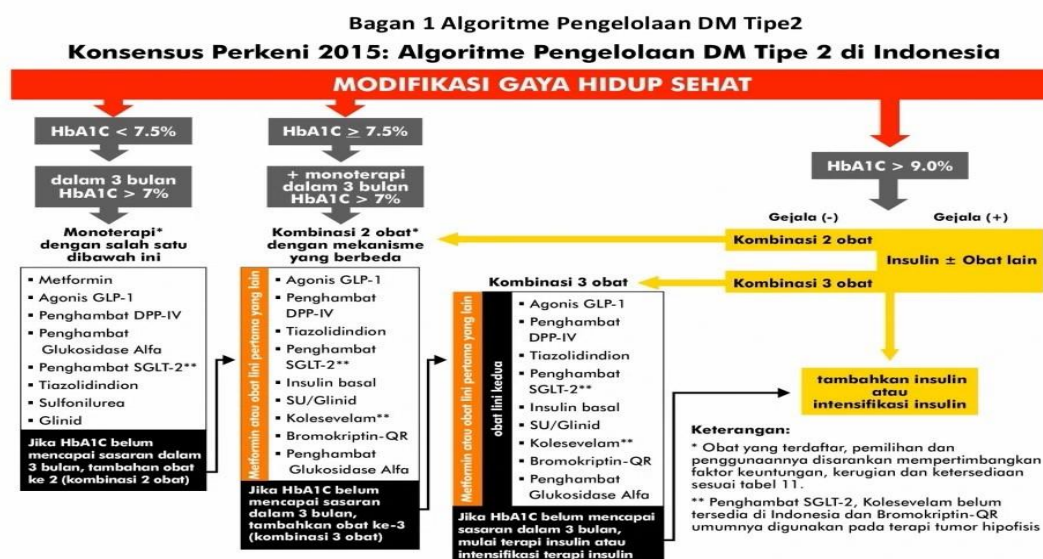 Bagan 1 Algoritme Pengelolaan DM Tipe2
Konsensus Perkeni 2015: Algoritme Pengelolaan DM Tipe 2 di Indonesia
MODIFIKASI GAYA HIDUP SEHAT
HbA1C < 7.5%
dalam 3 bulan
HbA1C > 7%
Monoterapi*
dengan salah satu
dibawah ini
▪ Metformin
▪ Agonis GLP-1
▪ Penghambat DPP-IV
▪ Penghambat
Glukosidase Alfa
▪ Penghambat SGLT-2**
▪ Tiazolidindion
▪ Sulfonilurea
▪ Glinid
Jika HbA1C belum
mencapai sasaran dalam
3 bulan, tambahan obat
ke 2 (kombinasi 2 obat)
HbA1C ≥ 7.5%
+ monoterapi
dalam 3 bulan
HbA1C > 7%
Kombinasi 2 obat*
dengan mekanisme
yang berbeda
Metformin atau obat lini pertama yang lain
▪ Agonis GLP-1
▪ Penghambat
DPP-IV
▪ Tiazolidindion
▪ Penghambat
SGLT-2**
▪ Insulin basal
▪ SU/Glinid
▪ Kolesevelam**
▪ Bromokriptin-QR
▪ Penghambat
Glukosidase Alfa
Jika HbA1C belum
mencapai sasaran
dalam 3 bulan,
tambahkan obat ke-3
(kombinasi 3 obat)
Kombinasi 3 obat
Metformin atau obat lini pertama yang lain
obat lini kedua
▪ Agonis GLP-1
▪ Penghambat
DPP-IV
▪ Tiazolidindion
▪ Penghambat
SGLT-2**
▪ Insulin basal
▪ SU/Glinid
▪ Kolesevelam**
▪ Bromokriptin-QR
▪ Penghambat
Glukosidase Alfa
Jika HbA1C belum mencapai
sasaran dalam 3 bulan,
mulai terapi insulin atau
intensifikasi terapi insulin
HbA1C > 9.0%
Gejala (-)
Gejala (+)
Kombinasi 2 obat
Insulin ± Obat lain
Kombinasi 3 obat
tambahkan insulin
atau
intensifikasi insulin
Keterangan:
* Obat yang terdaftar, pemilihan dan
penggunaannya disarankan mempertimbangkan
faktor keuntungan, kerugian dan ketersediaan
sesuai tabel 11.
** Penghambat SGLT-2, Kolesevelam belum
tersedia di Indonesia dan Bromokriptin-QR
umumnya digunakan pada terapi tumor hipofisis